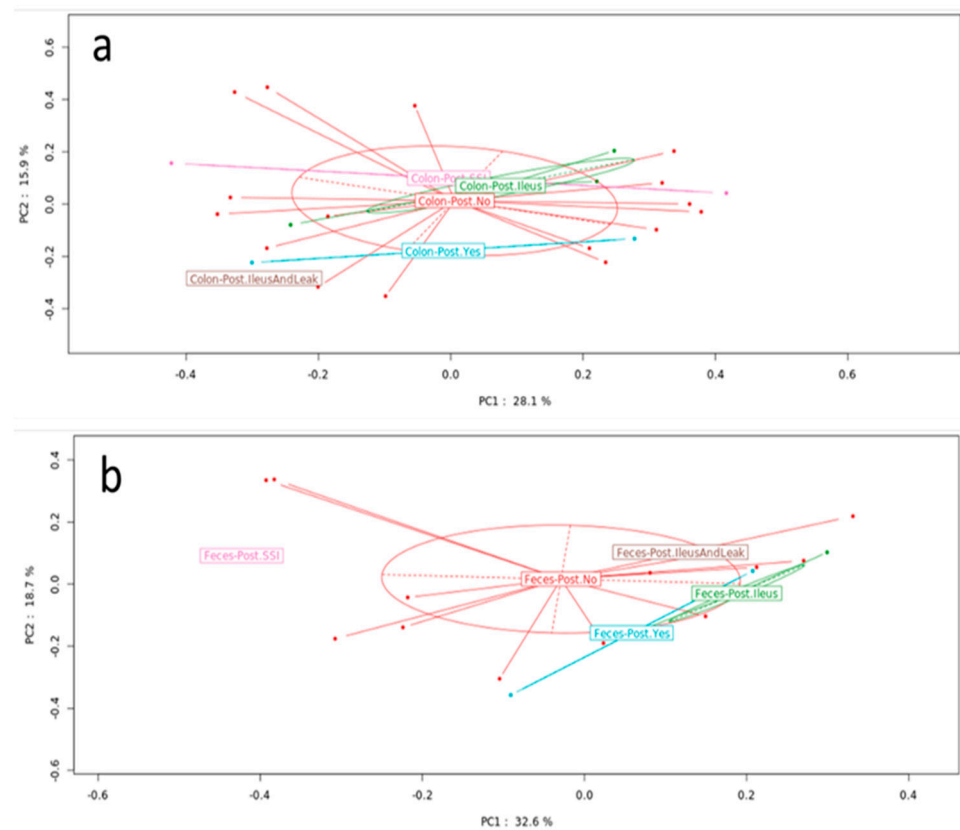 a
0.6
0.4
0.2
0.0
-0.2
-0.4
PC2 : 15.9 %
Colon-Post.SSI
Colon-Post.Ileus
Colon-Post.No
Colon-Post.Yes
Colon-Post.IleusAndLeak
-0.4 -0.2 0.0 0.2 0.4 0.6
PC1 : 28.1 %
b
0.4
0.2
0.0
-0.2
-0.4
-0.6
PC2 : 18.7 %
Feces-Post.SSI
Feces-Post.IleusAndLeak
Feces-Post.No
Feces-Post.Ileus
Feces-Post.Yes
-0.6 -0.4 -0.2 0.0 0.2 0.4
PC1 : 32.6 %